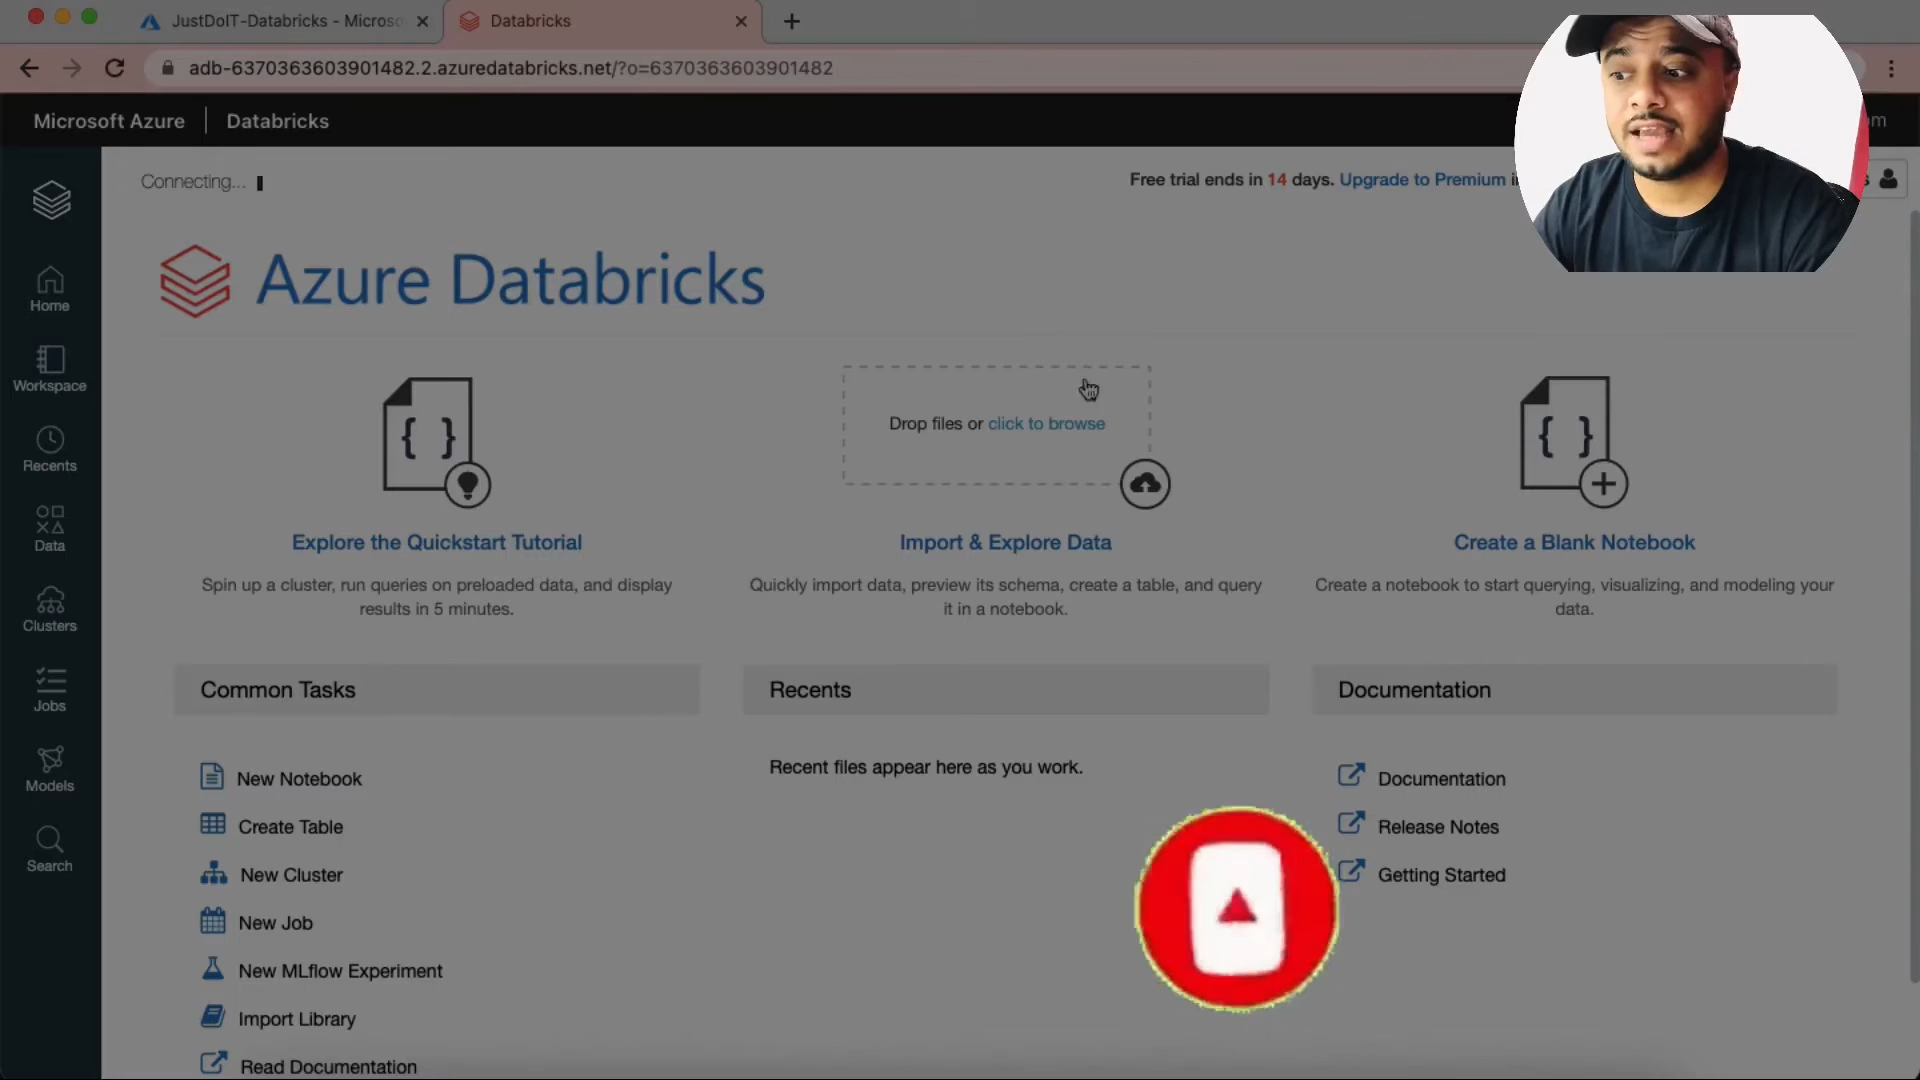 JustDoIT-Databricks - Micros
Databricks
adb-6370363603901482.2.azuredatabricks.net/?o=6370363603901482
Microsoft Azure
Databricks
om
Connecting...
Free trial ends in 14 days. Upgrade to Premium in
s
Azure Databricks
Home
Workspace
Recents
Data
Clusters
Jobs
Models
Search
{ }
Drop files or click to browse
{ }
Explore the Quickstart Tutorial
Spin up a cluster, run queries on preloaded data, and display
results in 5 minutes.
Import & Explore Data
Quickly import data, preview its schema, create a table, and query
it in a notebook.
Create a Blank Notebook
Create a notebook to start querying, visualizing, and modeling your
data.
Common Tasks
New Notebook
Create Table
New Cluster
New Job
New MLflow Experiment
Import Library
Read Documentation
Recents
Recent files appear here as you work.
Documentation
Documentation
Release Notes
Getting Started